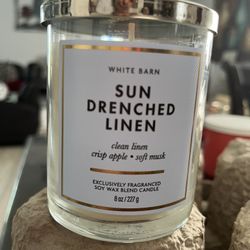 WHITE BARN
SUN
DRENCHED
LINEN
clean linen
crisp apple • soft musk
EXCLUSIVELY FRAGRANCED
SOY WAX BLEND CANDLE
8 oz / 227 g